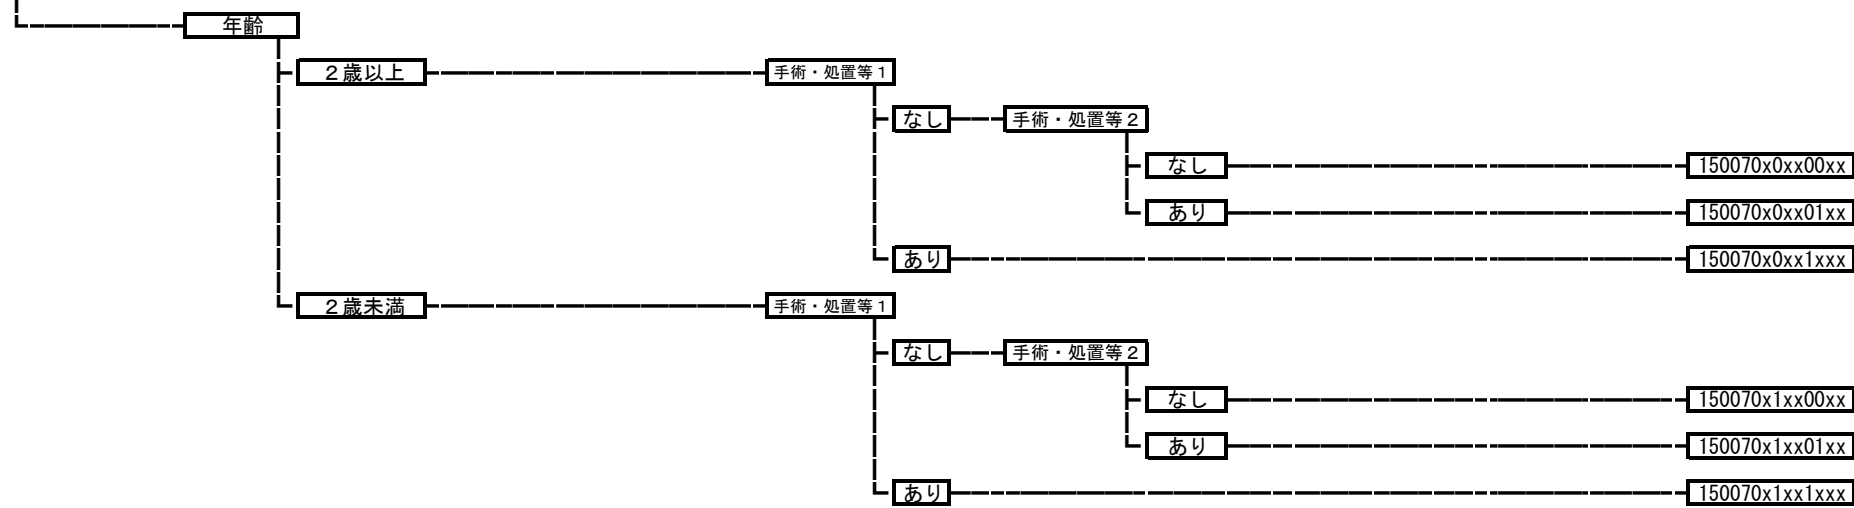 年齢
２歳以上 手術・処置等１
なし 手術・処置等２
なし 150070x0xx00xx
あり 150070x0xx01xx
あり 150070x0xx1xxx
２歳未満 手術・処置等１
なし 手術・処置等２
なし 150070x1xx00xx
あり 150070x1xx01xx
あり 150070x1xx1xxx